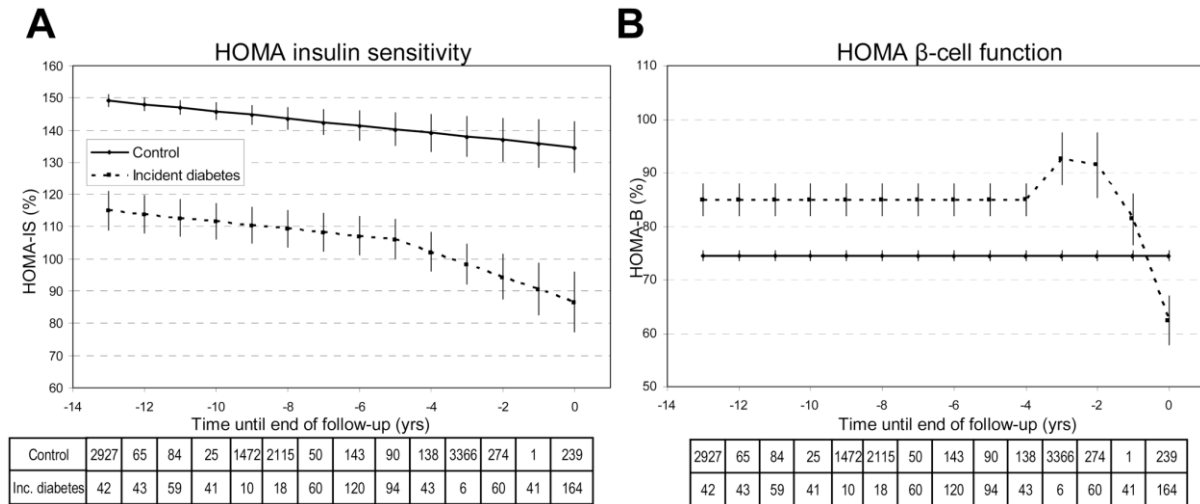 A
HOMA insulin sensitivity
160
150
140
130
120
110
100
90
80
70
60
HOMA-IS (%)
Control
Incident diabetes
-14 -12 -10 -8 -6 -4 -2 0
Time until end of follow-up (yrs)
Control 2927 65 84 25 1472 2115 50 143 90 138 3366 274 1 239
Inc. diabetes 42 43 59 41 10 18 60 120 94 43 6 60 41 164
B
HOMA β-cell function
110
100
90
80
70
60
50
HOMA-B (%)
-14 -12 -10 -8 -6 -4 -2 0
Time until end of follow-up (yrs)
2927 65 84 25 1472 2115 50 143 90 138 3366 274 1 239
42 43 59 41 10 18 60 120 94 43 6 60 41 164